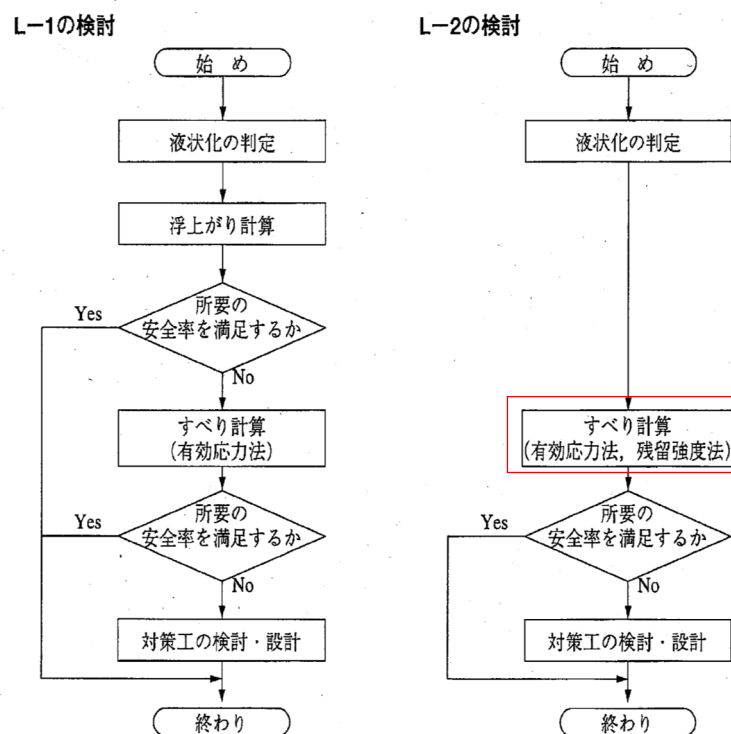 L－1の検討
始め
液状化の判定
浮上がり計算
所要の
安全率を満足するか
Yes
No
すべり計算
(有効応力法)
所要の
安全率を満足するか
Yes
No
対策工の検討・設計
終わり
L－2の検討
始め
液状化の判定
すべり計算
(有効応力法，残留強度法)
所要の
安全率を満足するか
Yes
No
対策工の検討・設計
終わり